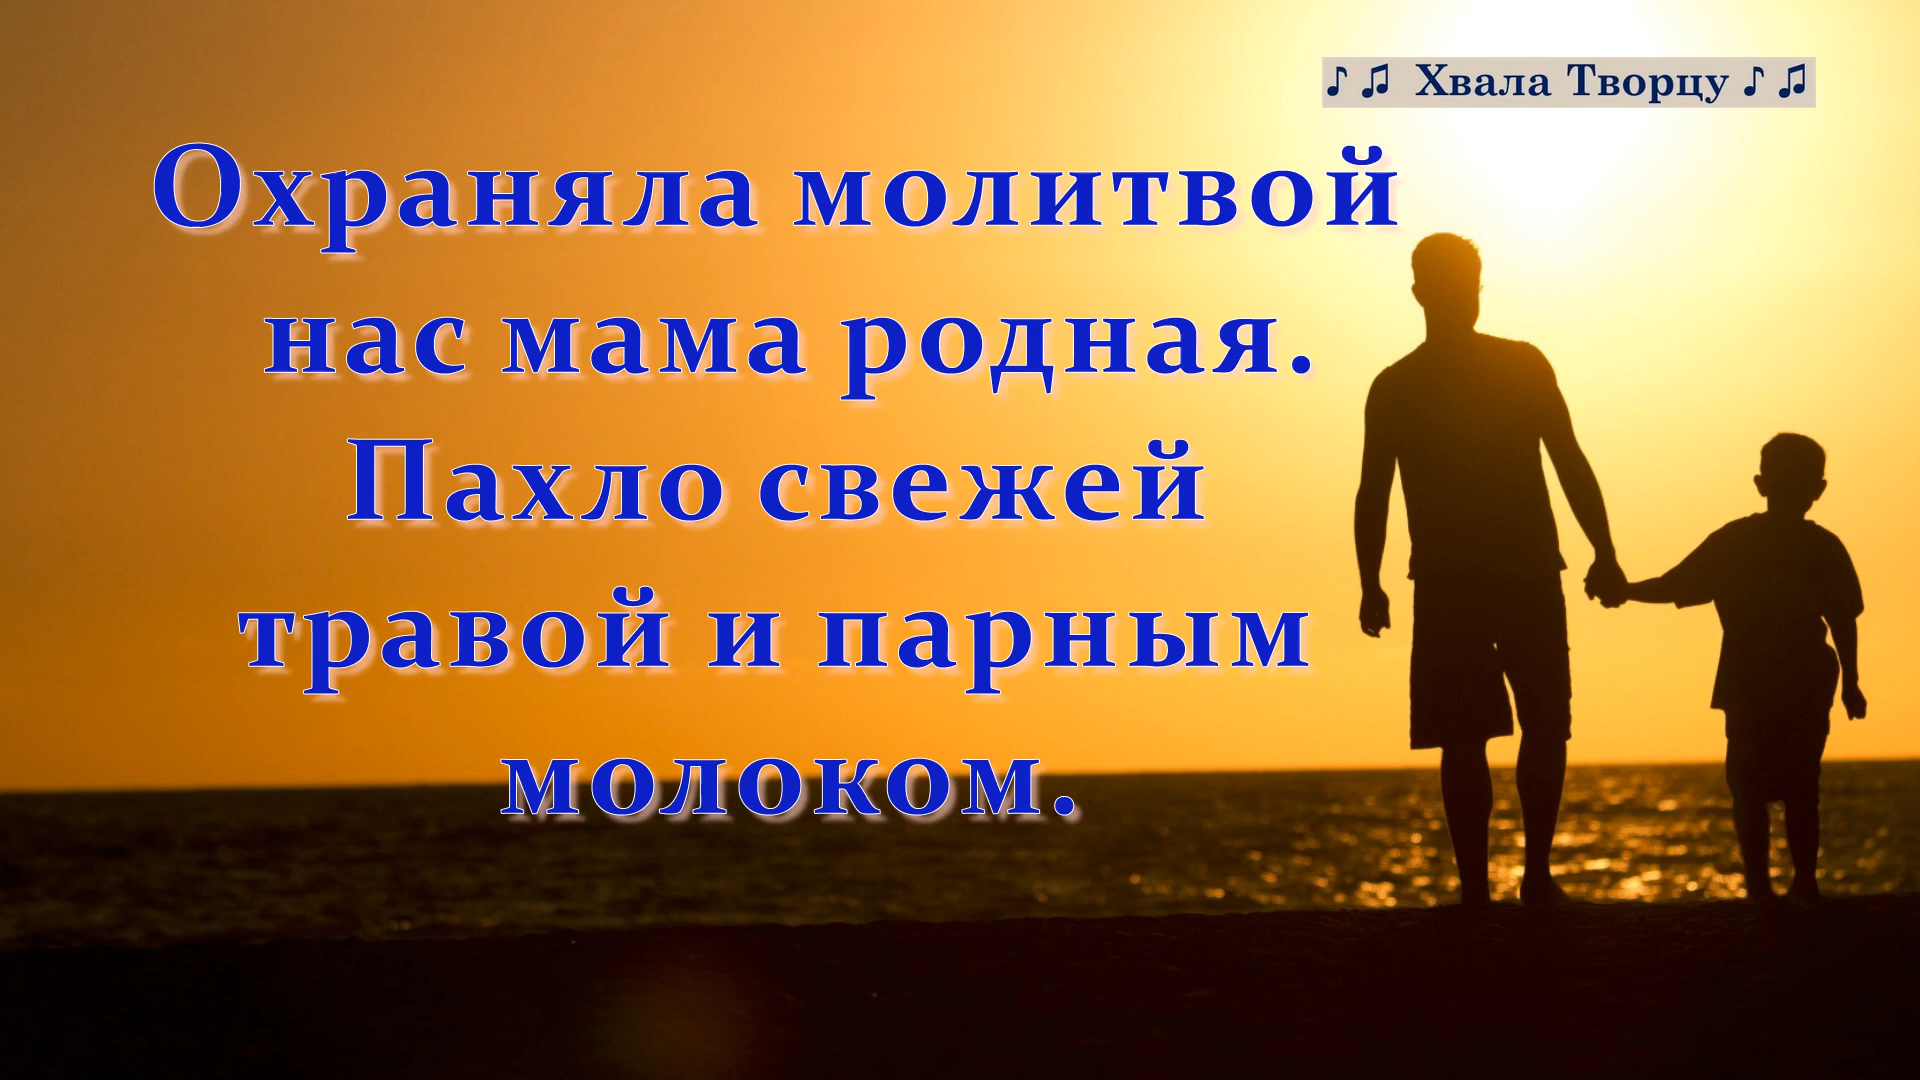 ♪ ♫ Хвала Творцу ♪ ♫
Охраняла молитвой
нас мама родная.
Пахло свежей
травой и парным
молоком.